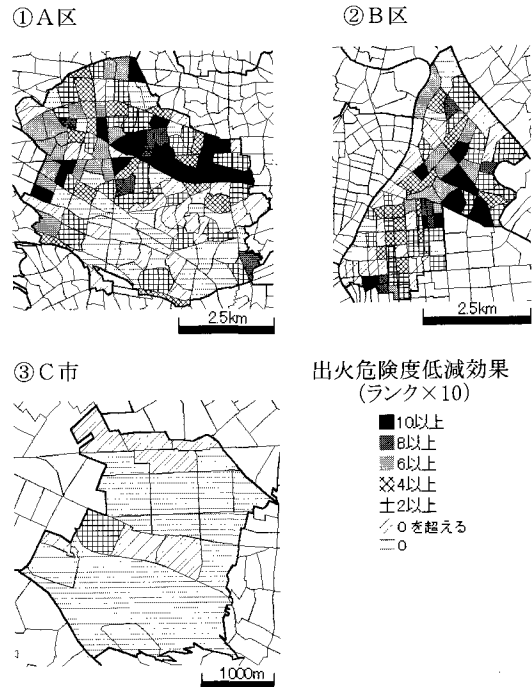 ①A区
②B区
2.5km
2.5km
③C市
出火危険度低減効果
(ランク×10)
10以上
8以上
6以上
4以上
2以上
0を超える
0
1000m